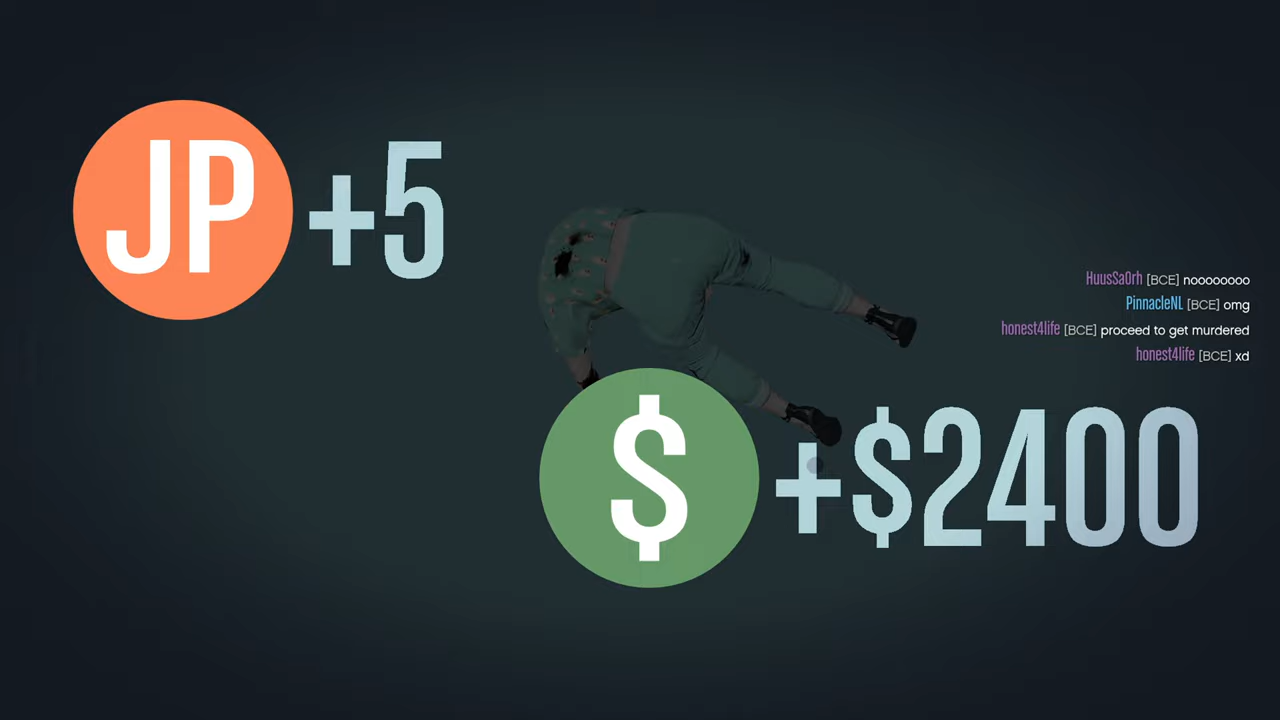 JP +5
HuusSa0rh [BCE] noooooooo
PinnacleNL [BCE] omg
honest4life [BCE] proceed to get murdered
honest4life [BCE] xd
$ +$2400